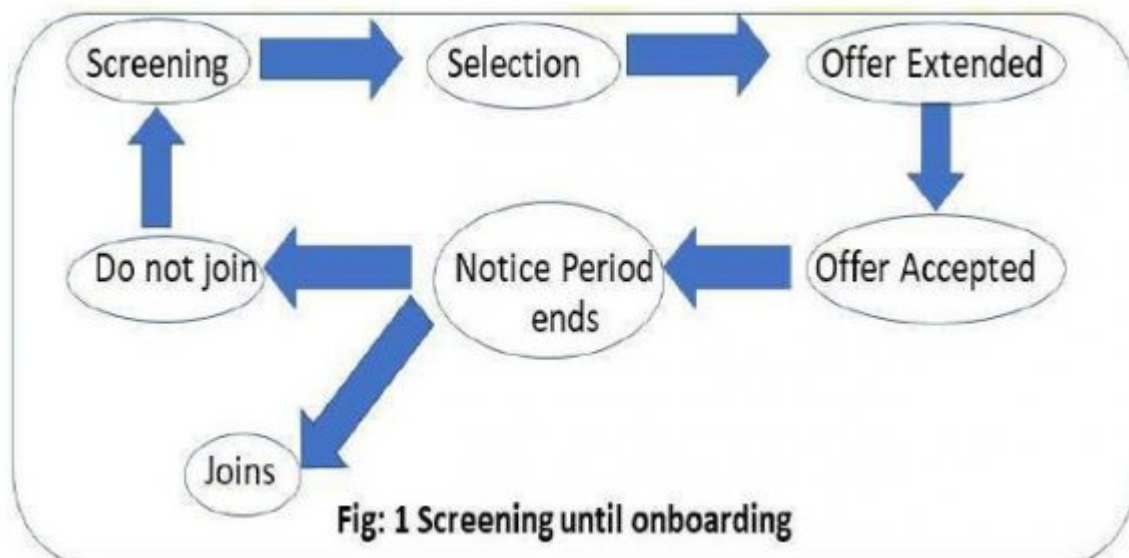 Screening
Selection
Offer Extended
Offer Accepted
Notice Period
ends
Do not join
Joins
Fig: 1 Screening until onboarding